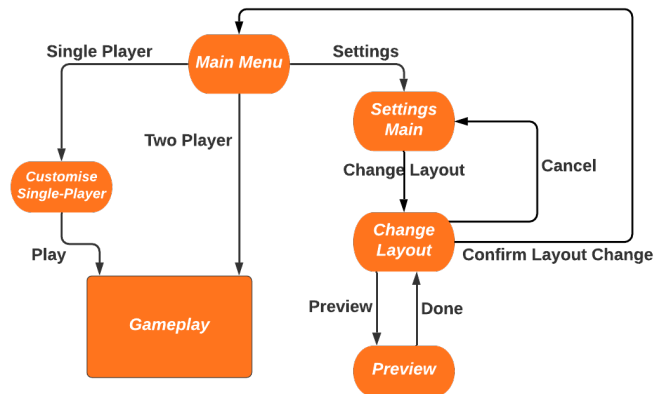 Single Player
Main Menu
Settings
Settings
Main
Two Player
Change Layout
Cancel
Customise
Single-Player
Change
Layout
Play
Confirm Layout Change
Gameplay
Preview
Done
Preview